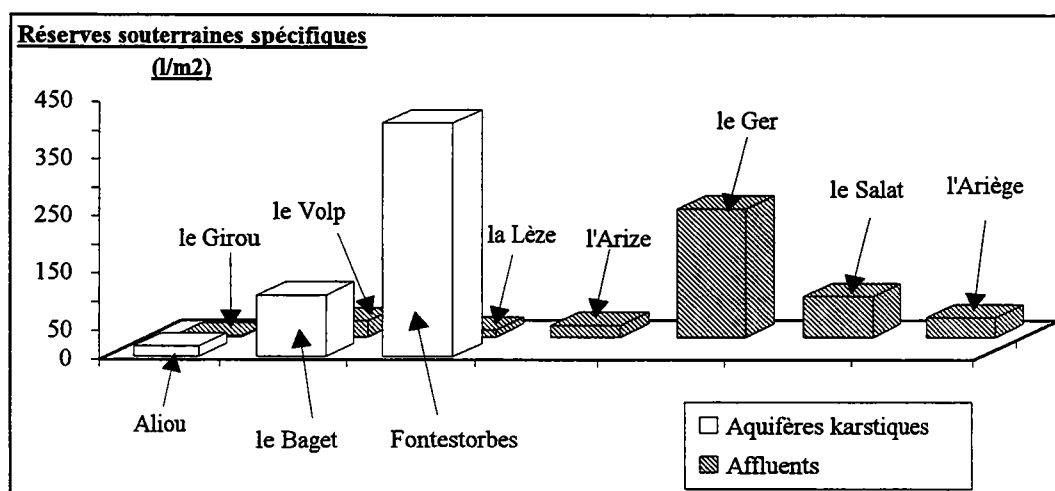 Réserves souterraines spécifiques
(l/m2)
450
350
250
150
50
0
le Girou
le Volp
la Lèze
l'Arize
le Ger
le Salat
l'Ariège
Aliou
le Baget
Fontestorbes
Aquifères karstiques
Affluents